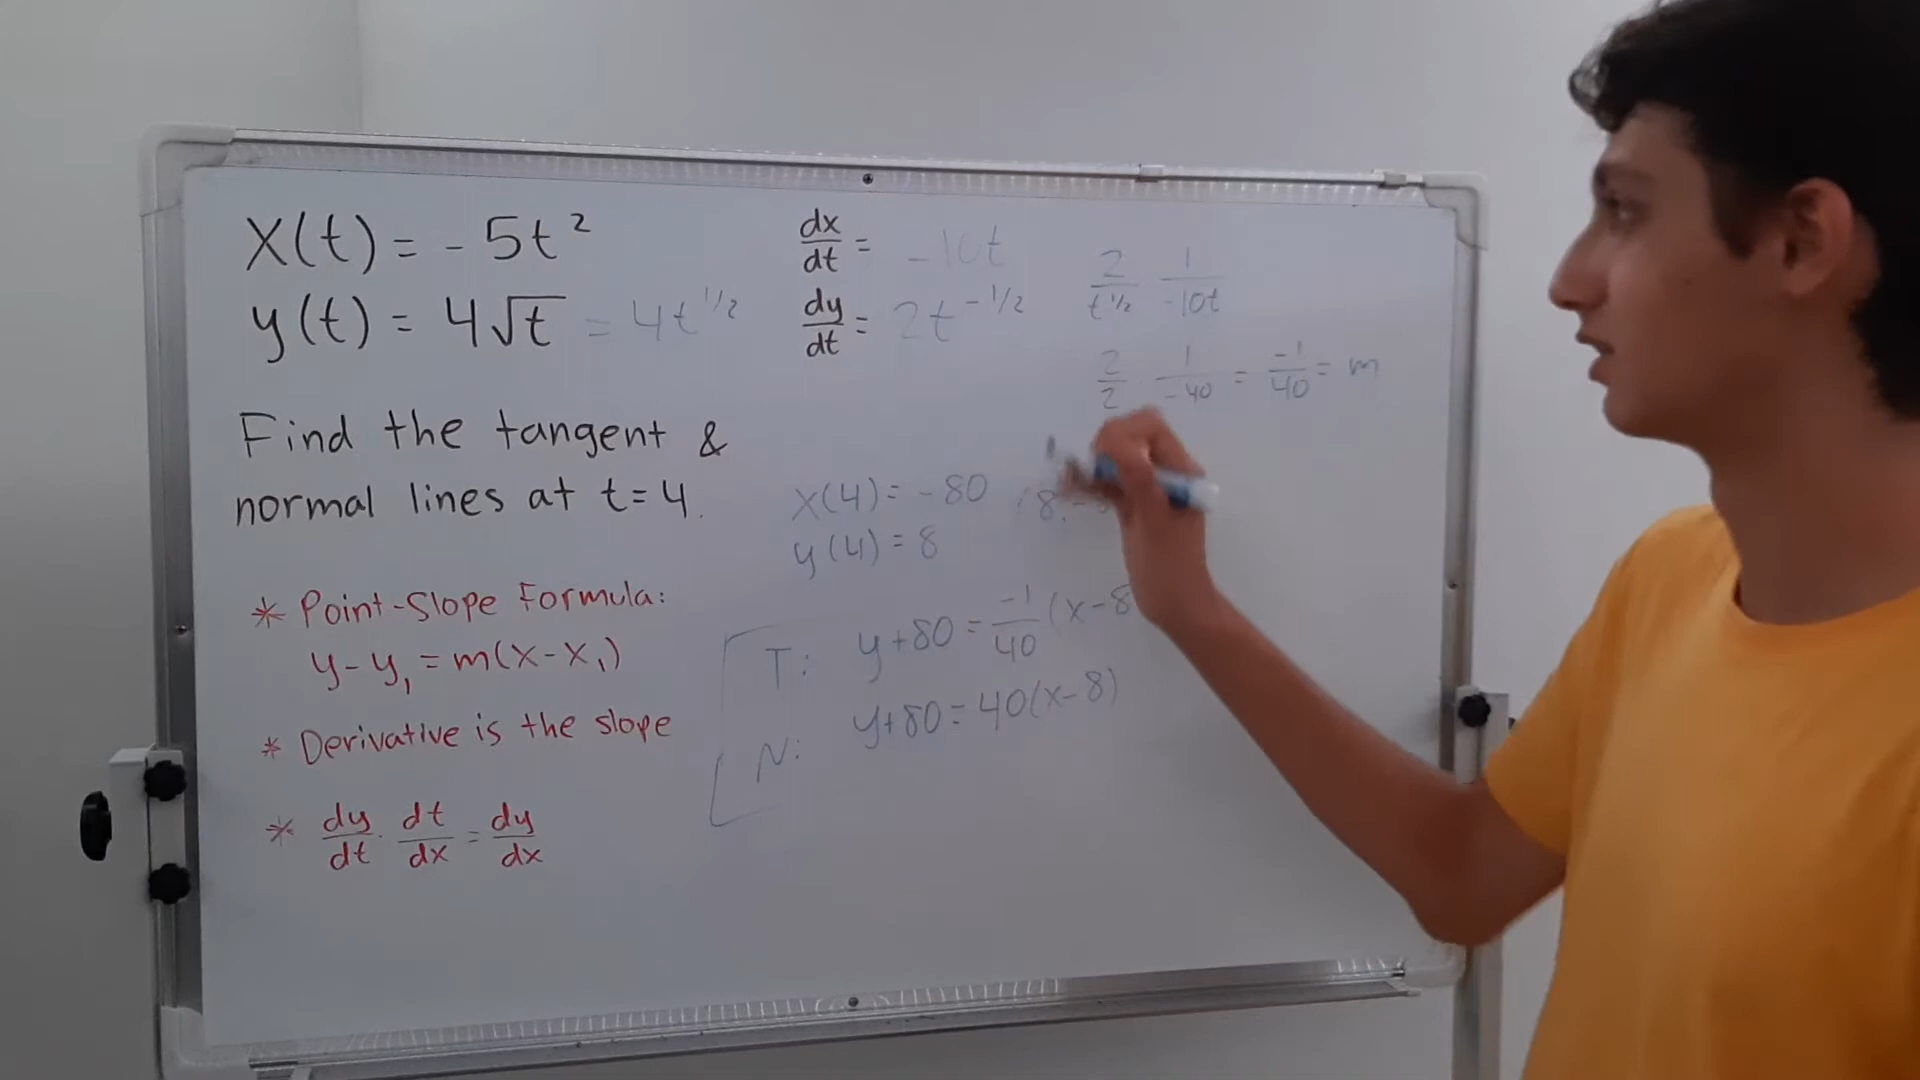 x(t) = - 5t²
y(t) = 4√t = 4t^1/2
Find the tangent &
normal lines at t=4.
* Point-Slope Formula:
y-y₁ = m(x-x₁)
* Derivative is the slope
* dy/dt · dt/dx = dy/dx
dx/dt = -10t
dy/dt = 2t^-1/2
2/t^1/2 1/-10t
2/2 · 1/-40 = -1/40 = m
x(4) = -80
y(4) = 8
(8,
T: y+80 = -1/40 (x-8
N: y+80 = 40(x-8)